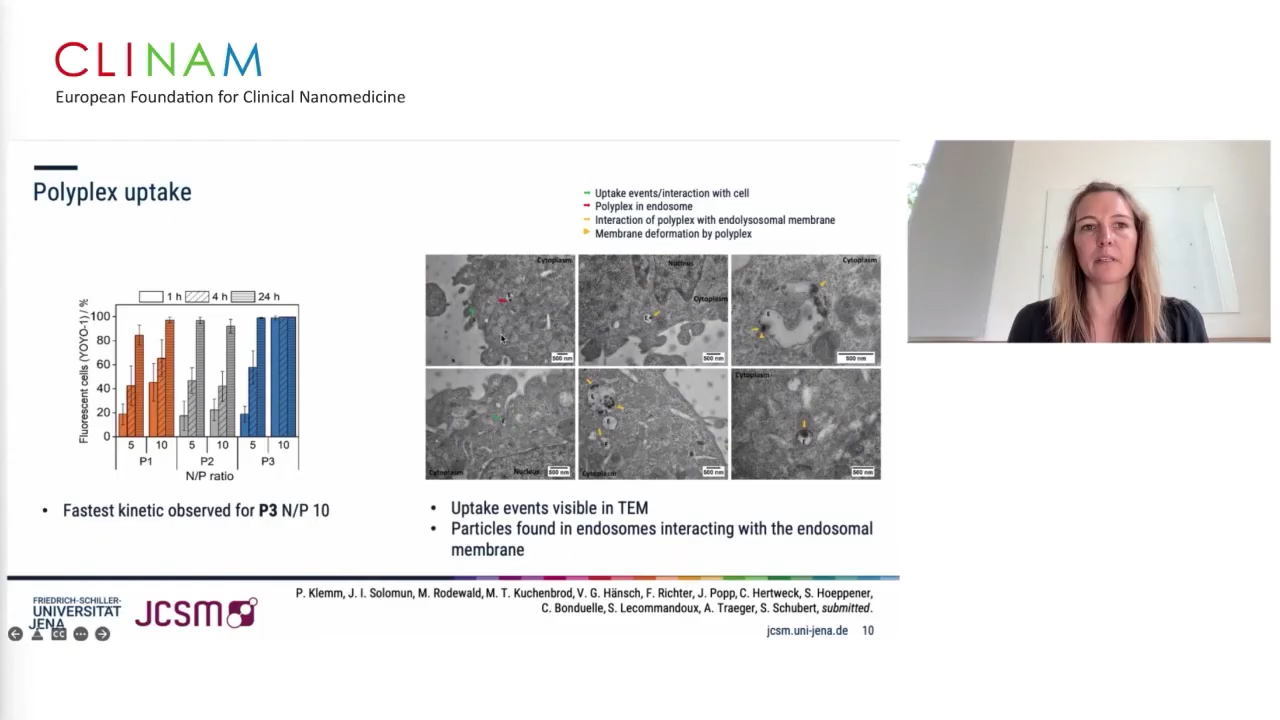 CLINAM
European Foundation for Clinical Nanomedicine
Polyplex uptake
Uptake events/interaction with cell
Polyplex in endosome
Interaction of polyplex with endolysosomal membrane
Membrane deformation by polyplex
1 h 4 h 24 h
Fluorescent cells (YOYO-1) / %
100
80
60
40
20
0
5 10 5 10 5 10
P1 P2 P3
N/P ratio
Cytoplasm
500 nm
Nucleus
Cytoplasm
E
500 nm
Cytoplasm
E
500 nm
Cytoplasm
Nucleus
500 nm
E
E
E
Cytoplasm
500 nm
Cytoplasm
500 nm
• Fastest kinetic observed for P3 N/P 10
• Uptake events visible in TEM
• Particles found in endosomes interacting with the endosomal
membrane
FRIEDRICH-SCHILLER-
UNIVERSITÄT
JENA
JCSM
P. Klemm, J. I. Solomun, M. Rodewald, M. T. Kuchenbrod, V. G. Hänsch, F. Richter, J. Popp, C. Hertweck, S. Hoeppener,
C. Bonduelle, S. Lecommandoux, A. Traeger, S. Schubert, submitted.
jcsm.uni-jena.de 10
CC